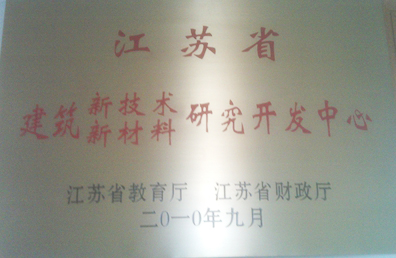 江苏省
建筑新技术新材料研究开发中心
江苏省教育厅 江苏省财政厅
二〇一〇年九月